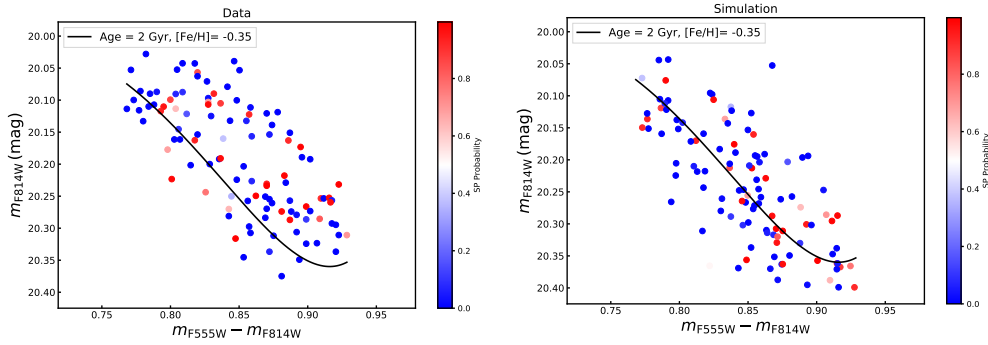 Data
Age = 2 Gyr, [Fe/H]= -0.35
20.00
20.05
20.10
20.15
20.20
20.25
20.30
20.35
20.40
m_F814W (mag)
0.75 0.80 0.85 0.90 0.95
m_F555W − m_F814W
0.8
0.6
0.4
0.2
0.0
SP Probability
Simulation
Age = 2 Gyr, [Fe/H]= -0.35
20.00
20.05
20.10
20.15
20.20
20.25
20.30
20.35
20.40
m_F814W (mag)
0.75 0.80 0.85 0.90 0.95
m_F555W − m_F814W
0.8
0.6
0.4
0.2
0.0
SP Probability